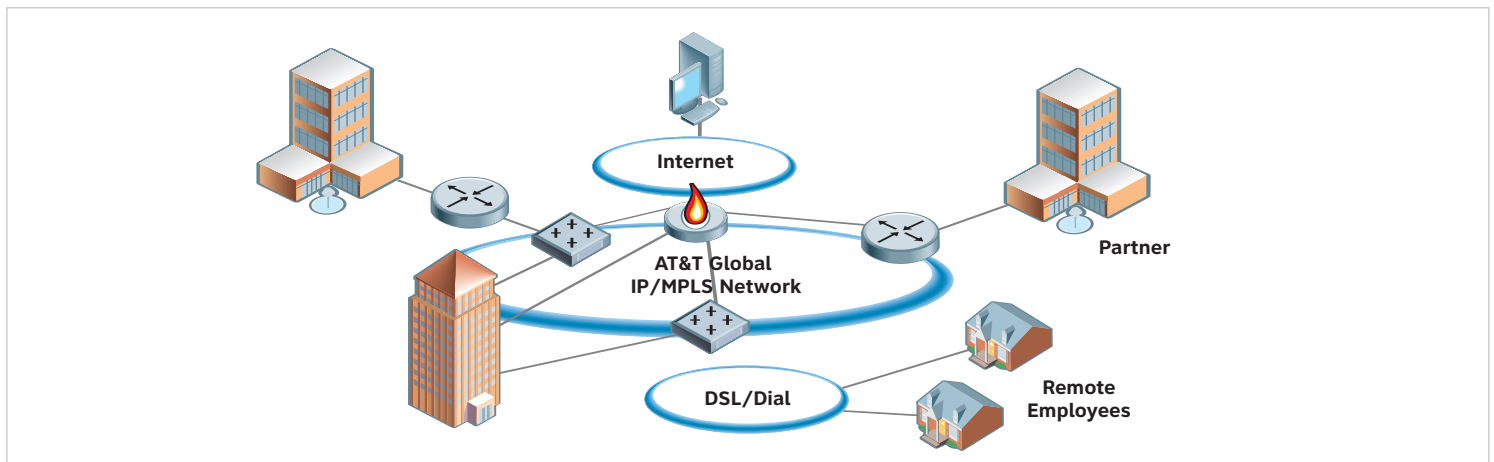 Internet
Partner
AT&T Global
IP/MPLS Network
DSL/Dial
Remote
Employees